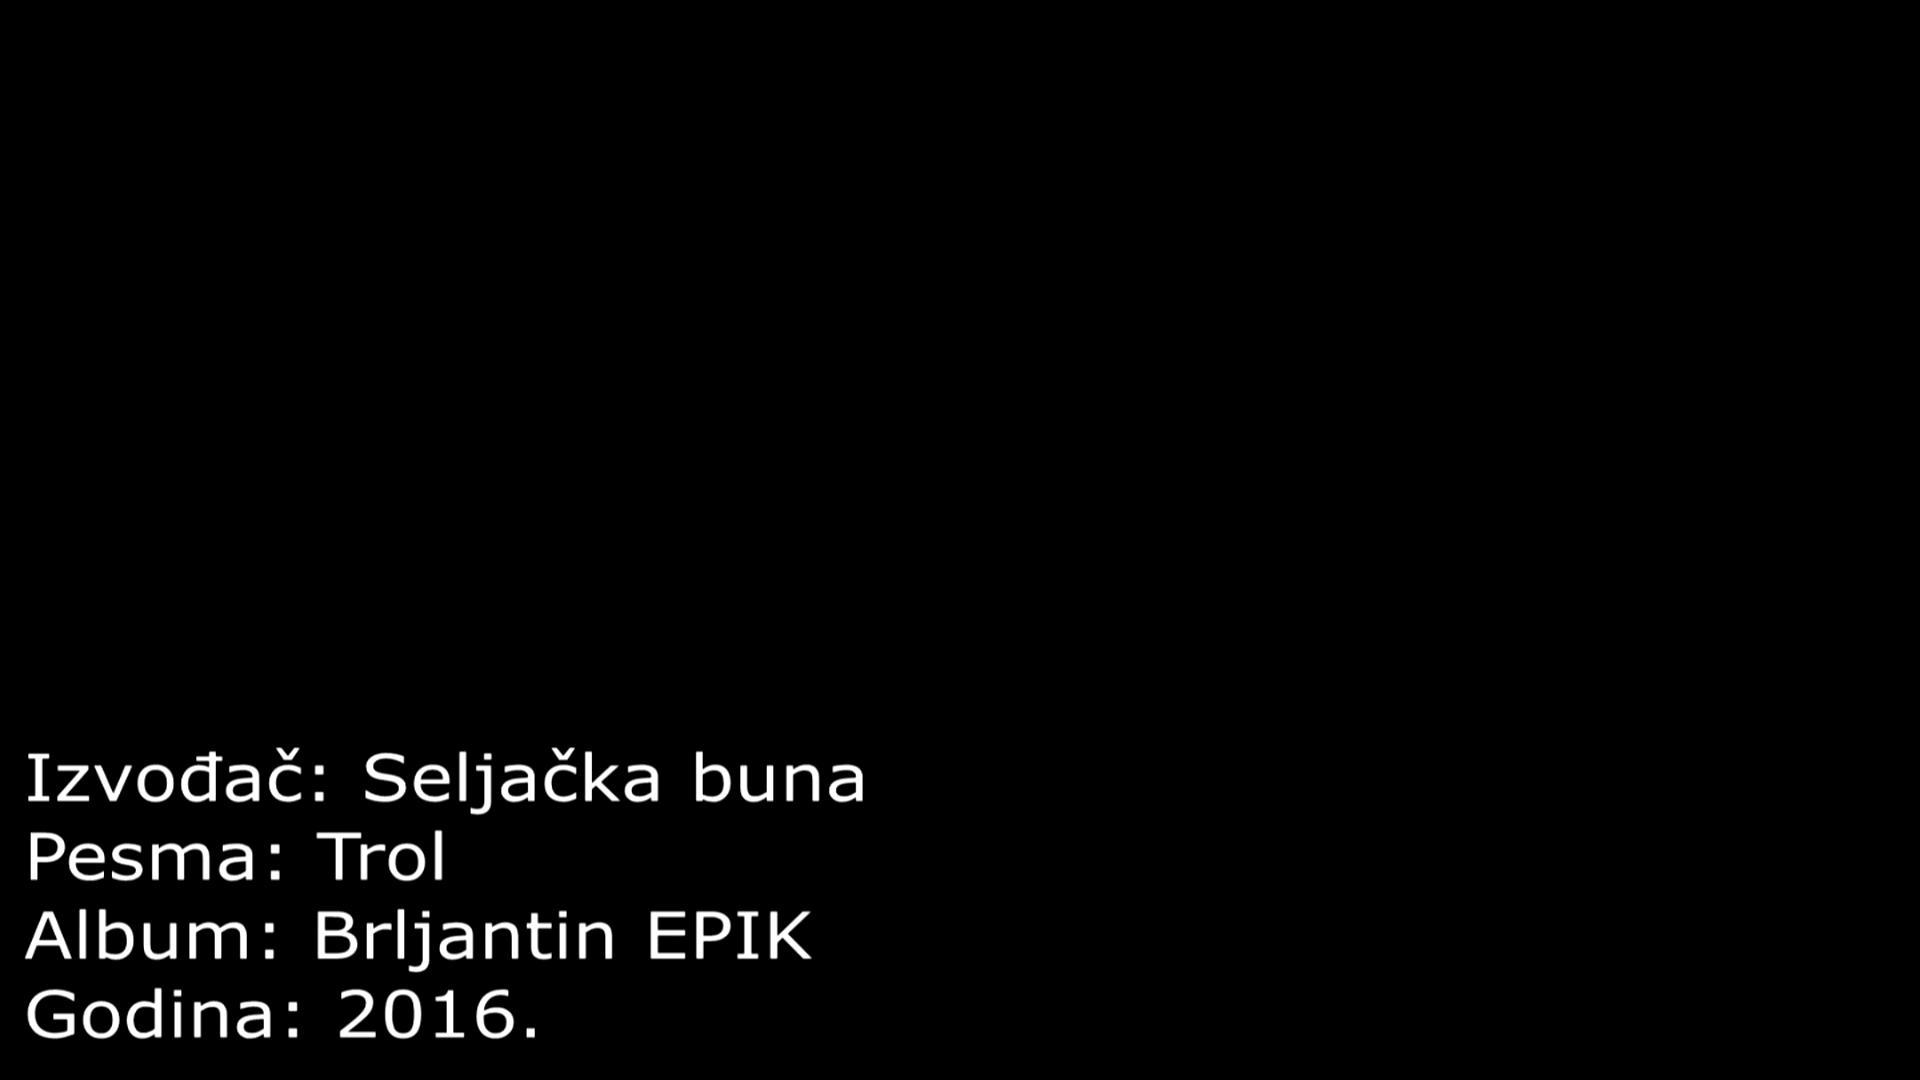 Izvođač: Seljačka buna
Pesma: Trol
Album: Brljantin EPIK
Godina: 2016.